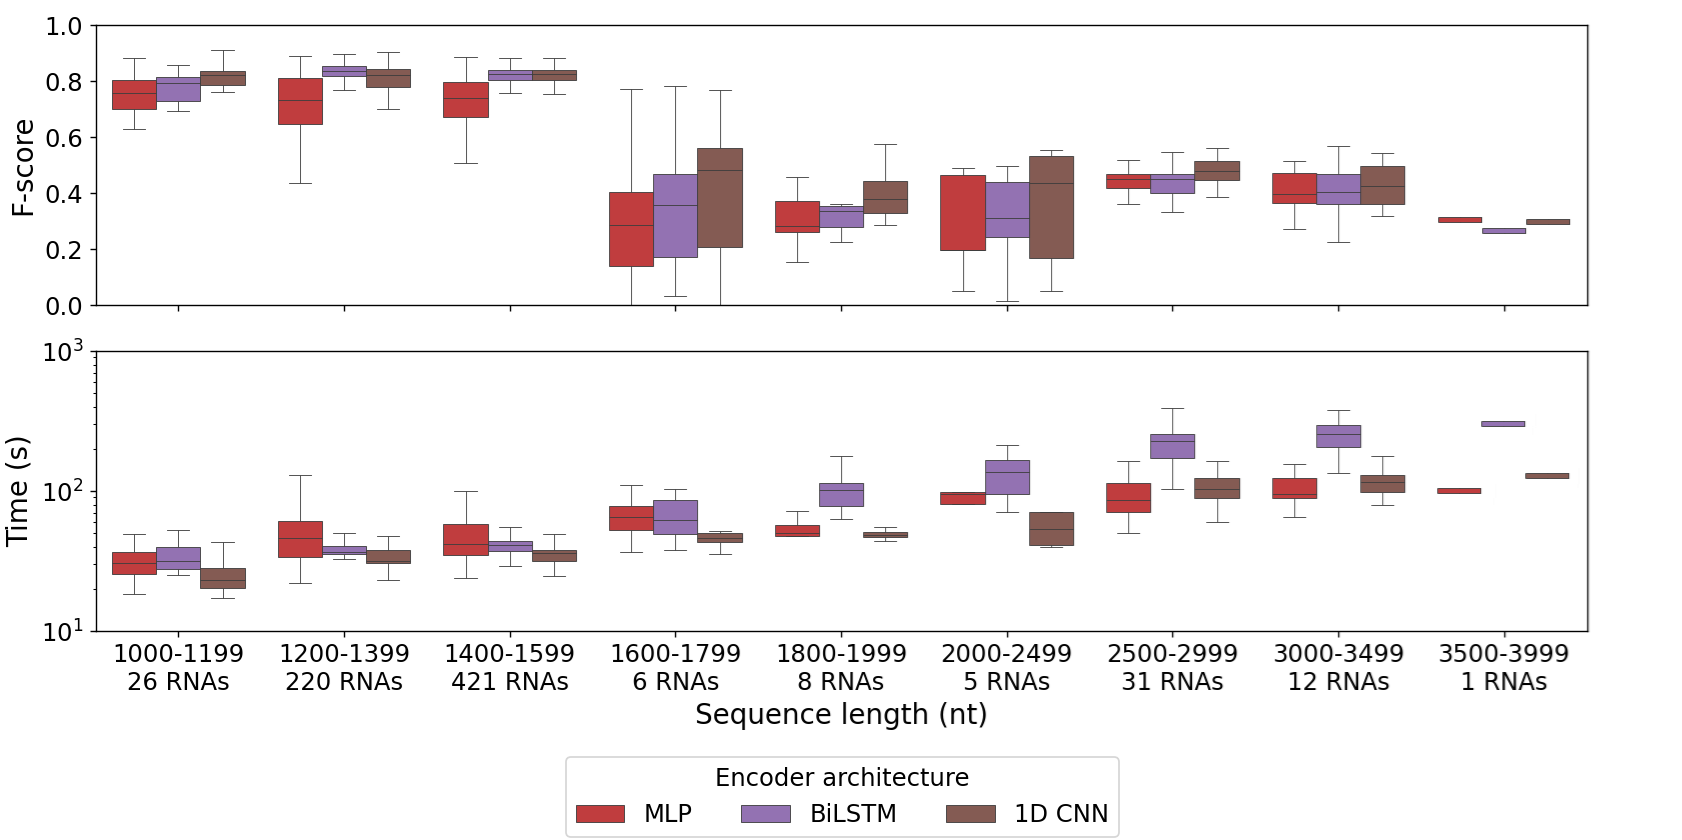 1.0
0.8
0.6
0.4
0.2
0.0
F-score
10³
10²
10¹
Time (s)
1000-1199 1200-1399 1400-1599 1600-1799 1800-1999 2000-2499 2500-2999 3000-3499 3500-3999
26 RNAs 220 RNAs 421 RNAs 6 RNAs 8 RNAs 5 RNAs 31 RNAs 12 RNAs 1 RNAs
Sequence length (nt)
Encoder architecture
MLP BiLSTM 1D CNN